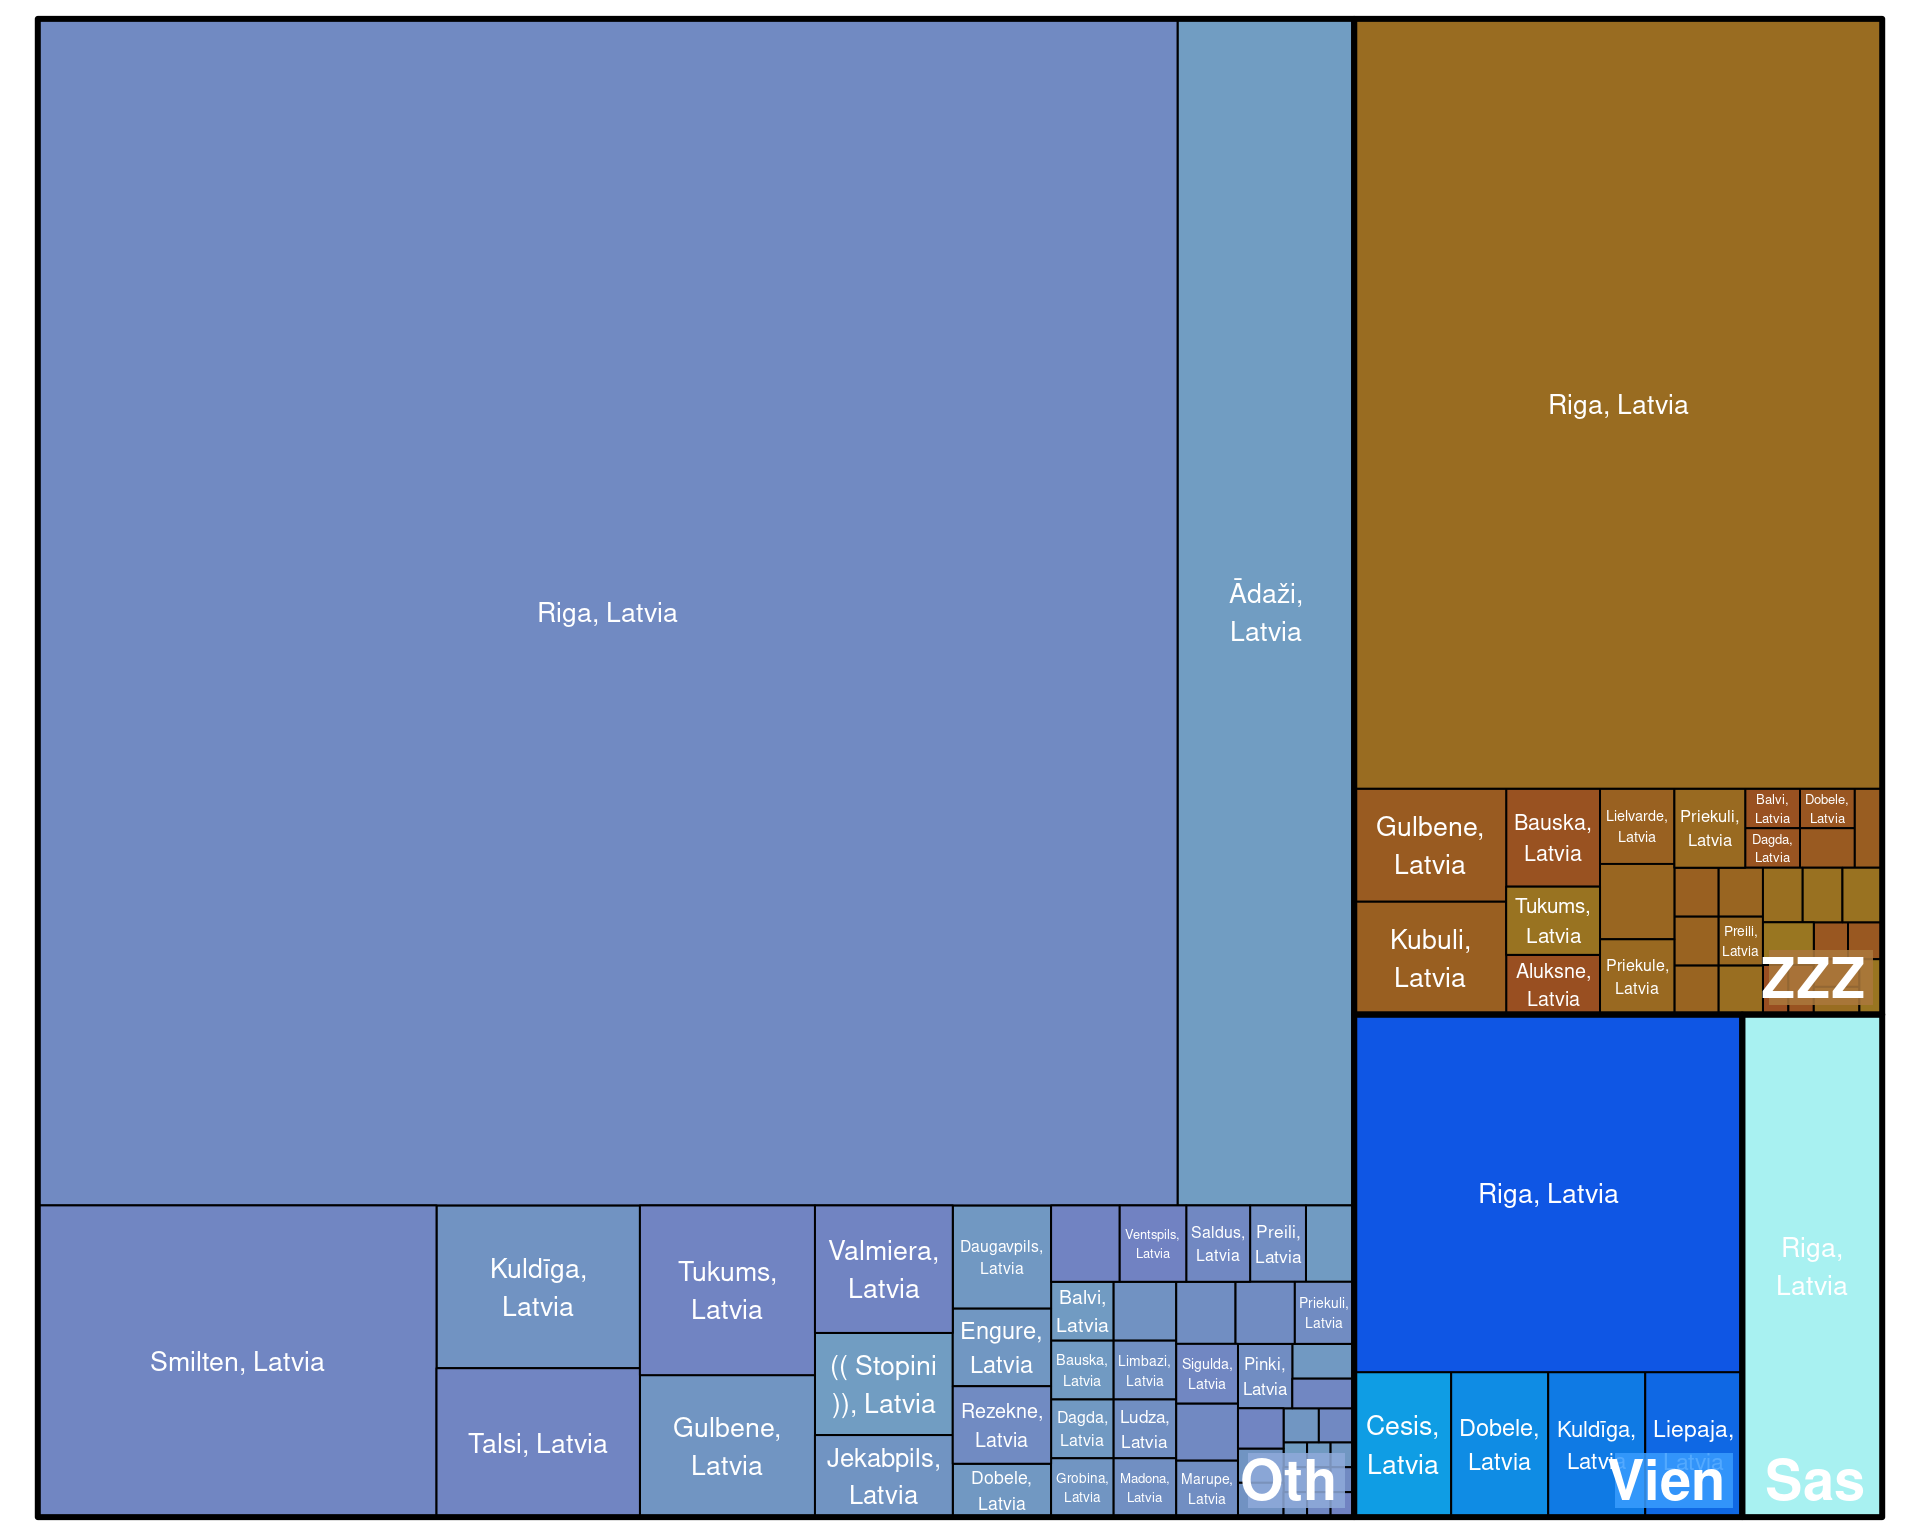 Riga, Latvia
Ādaži,
Latvia
Smilten, Latvia
Kuldīga,
Latvia
Talsi, Latvia
Tukums,
Latvia
Gulbene,
Latvia
Valmiera,
Latvia
(( Stopini
)), Latvia
Jekabpils,
Latvia
Daugavpils,
Latvia
Engure,
Latvia
Rezekne,
Latvia
Dobele,
Latvia
Ventspils,
Latvia
Saldus,
Latvia
Preili,
Latvia
Balvi,
Latvia
Bauska,
Latvia
Dagda,
Latvia
Grobina,
Latvia
Limbazi,
Latvia
Ludza,
Latvia
Madona,
Latvia
Priekuli,
Latvia
Sigulda,
Latvia
Marupe,
Latvia
Pinki,
Latvia
Oth
Riga, Latvia
Gulbene,
Latvia
Kubuli,
Latvia
Bauska,
Latvia
Tukums,
Latvia
Aluksne,
Latvia
Lielvarde,
Latvia
Priekule,
Latvia
Priekuli,
Latvia
Balvi,
Latvia
Dagda,
Latvia
Dobele,
Latvia
Preili,
Latvia
ZZZ
Riga, Latvia
Cesis,
Latvia
Dobele,
Latvia
Kuldīga,
Latvia
Liepaja,
Latvia
Vien
Riga,
Latvia
Sas